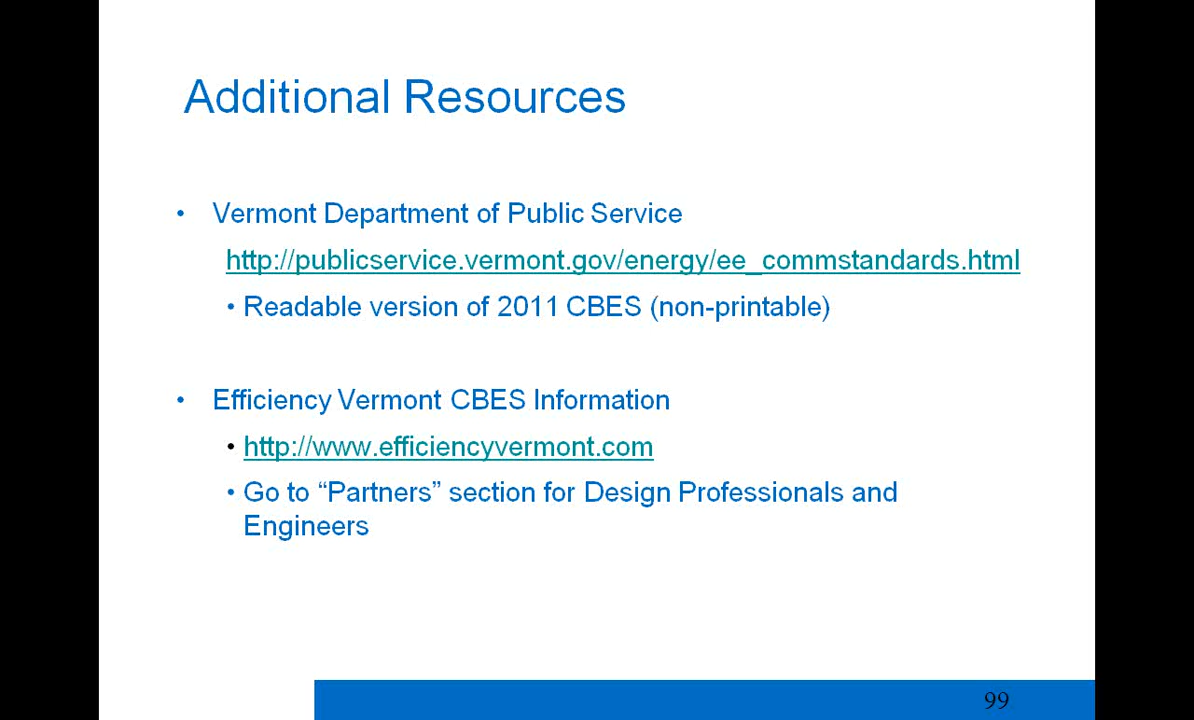 Additional Resources
• Vermont Department of Public Service
http://publicservice.vermont.gov/energy/ee_commstandards.html
• Readable version of 2011 CBES (non-printable)
• Efficiency Vermont CBES Information
• http://www.efficiencyvermont.com
• Go to “Partners” section for Design Professionals and
Engineers
99